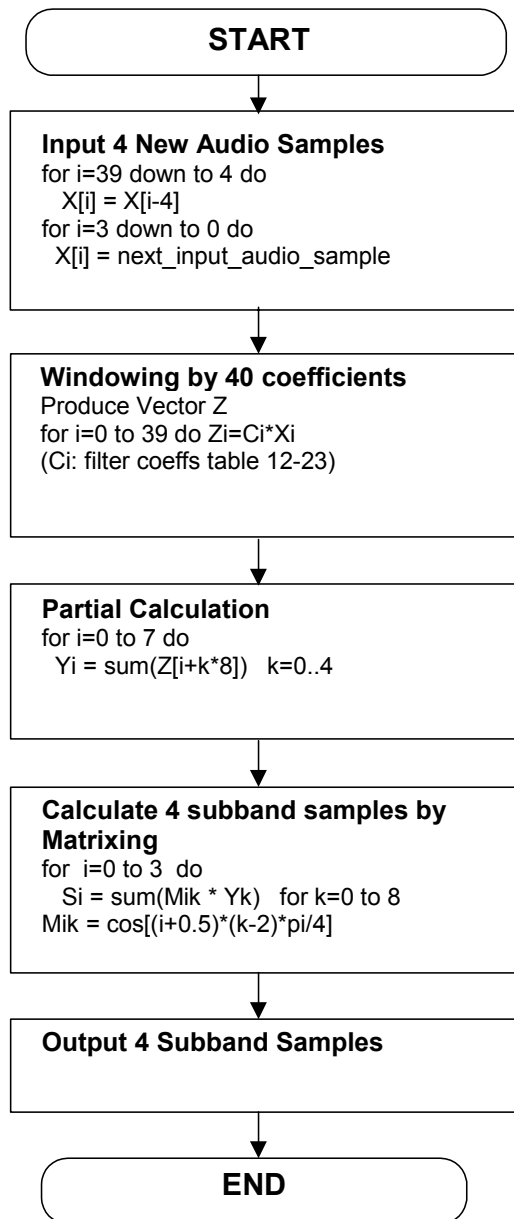 START
Input 4 New Audio Samples
for i=39 down to 4 do
X[i] = X[i-4]
for i=3 down to 0 do
X[i] = next_input_audio_sample
Windowing by 40 coefficients
Produce Vector Z
for i=0 to 39 do Zi=Ci*Xi
(Ci: filter coeffs table 12-23)
Partial Calculation
for i=0 to 7 do
Yi = sum(Z[i+k*8])   k=0..4
Calculate 4 subband samples by
Matrixing
for  i=0 to 3  do
Si = sum(Mik * Yk)   for k=0 to 8
Mik = cos[(i+0.5)*(k-2)*pi/4]
Output 4 Subband Samples
END